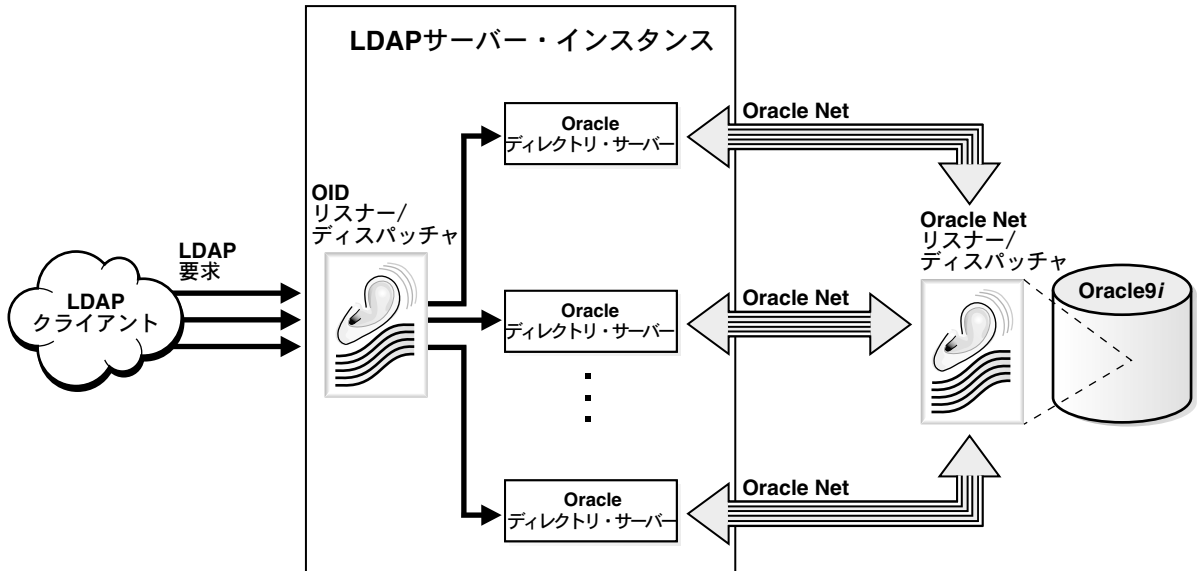 LDAPサーバー・インスタンス
LDAP
クライアント
LDAP
要求
OID
リスナー/
ディスパッチャ
Oracle
ディレクトリ・サーバー
Oracle
ディレクトリ・サーバー
Oracle
ディレクトリ・サーバー
Oracle Net
Oracle Net
Oracle Net
Oracle Net
リスナー/
ディスパッチャ
Oracle9i